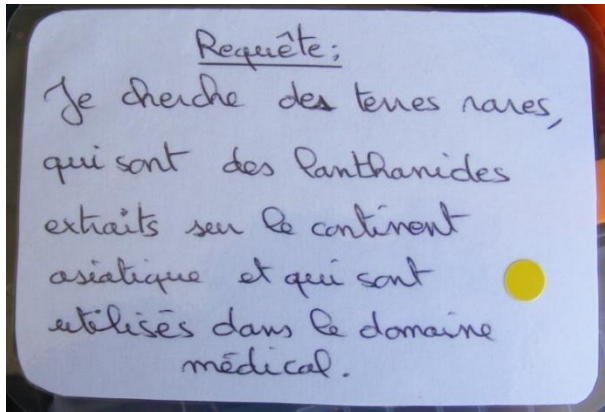 Requête :
Je cherche des terres rares,
qui sont des lanthanides
extraits sur le continent
asiatique et qui sont
utilisés dans le domaine
médical.